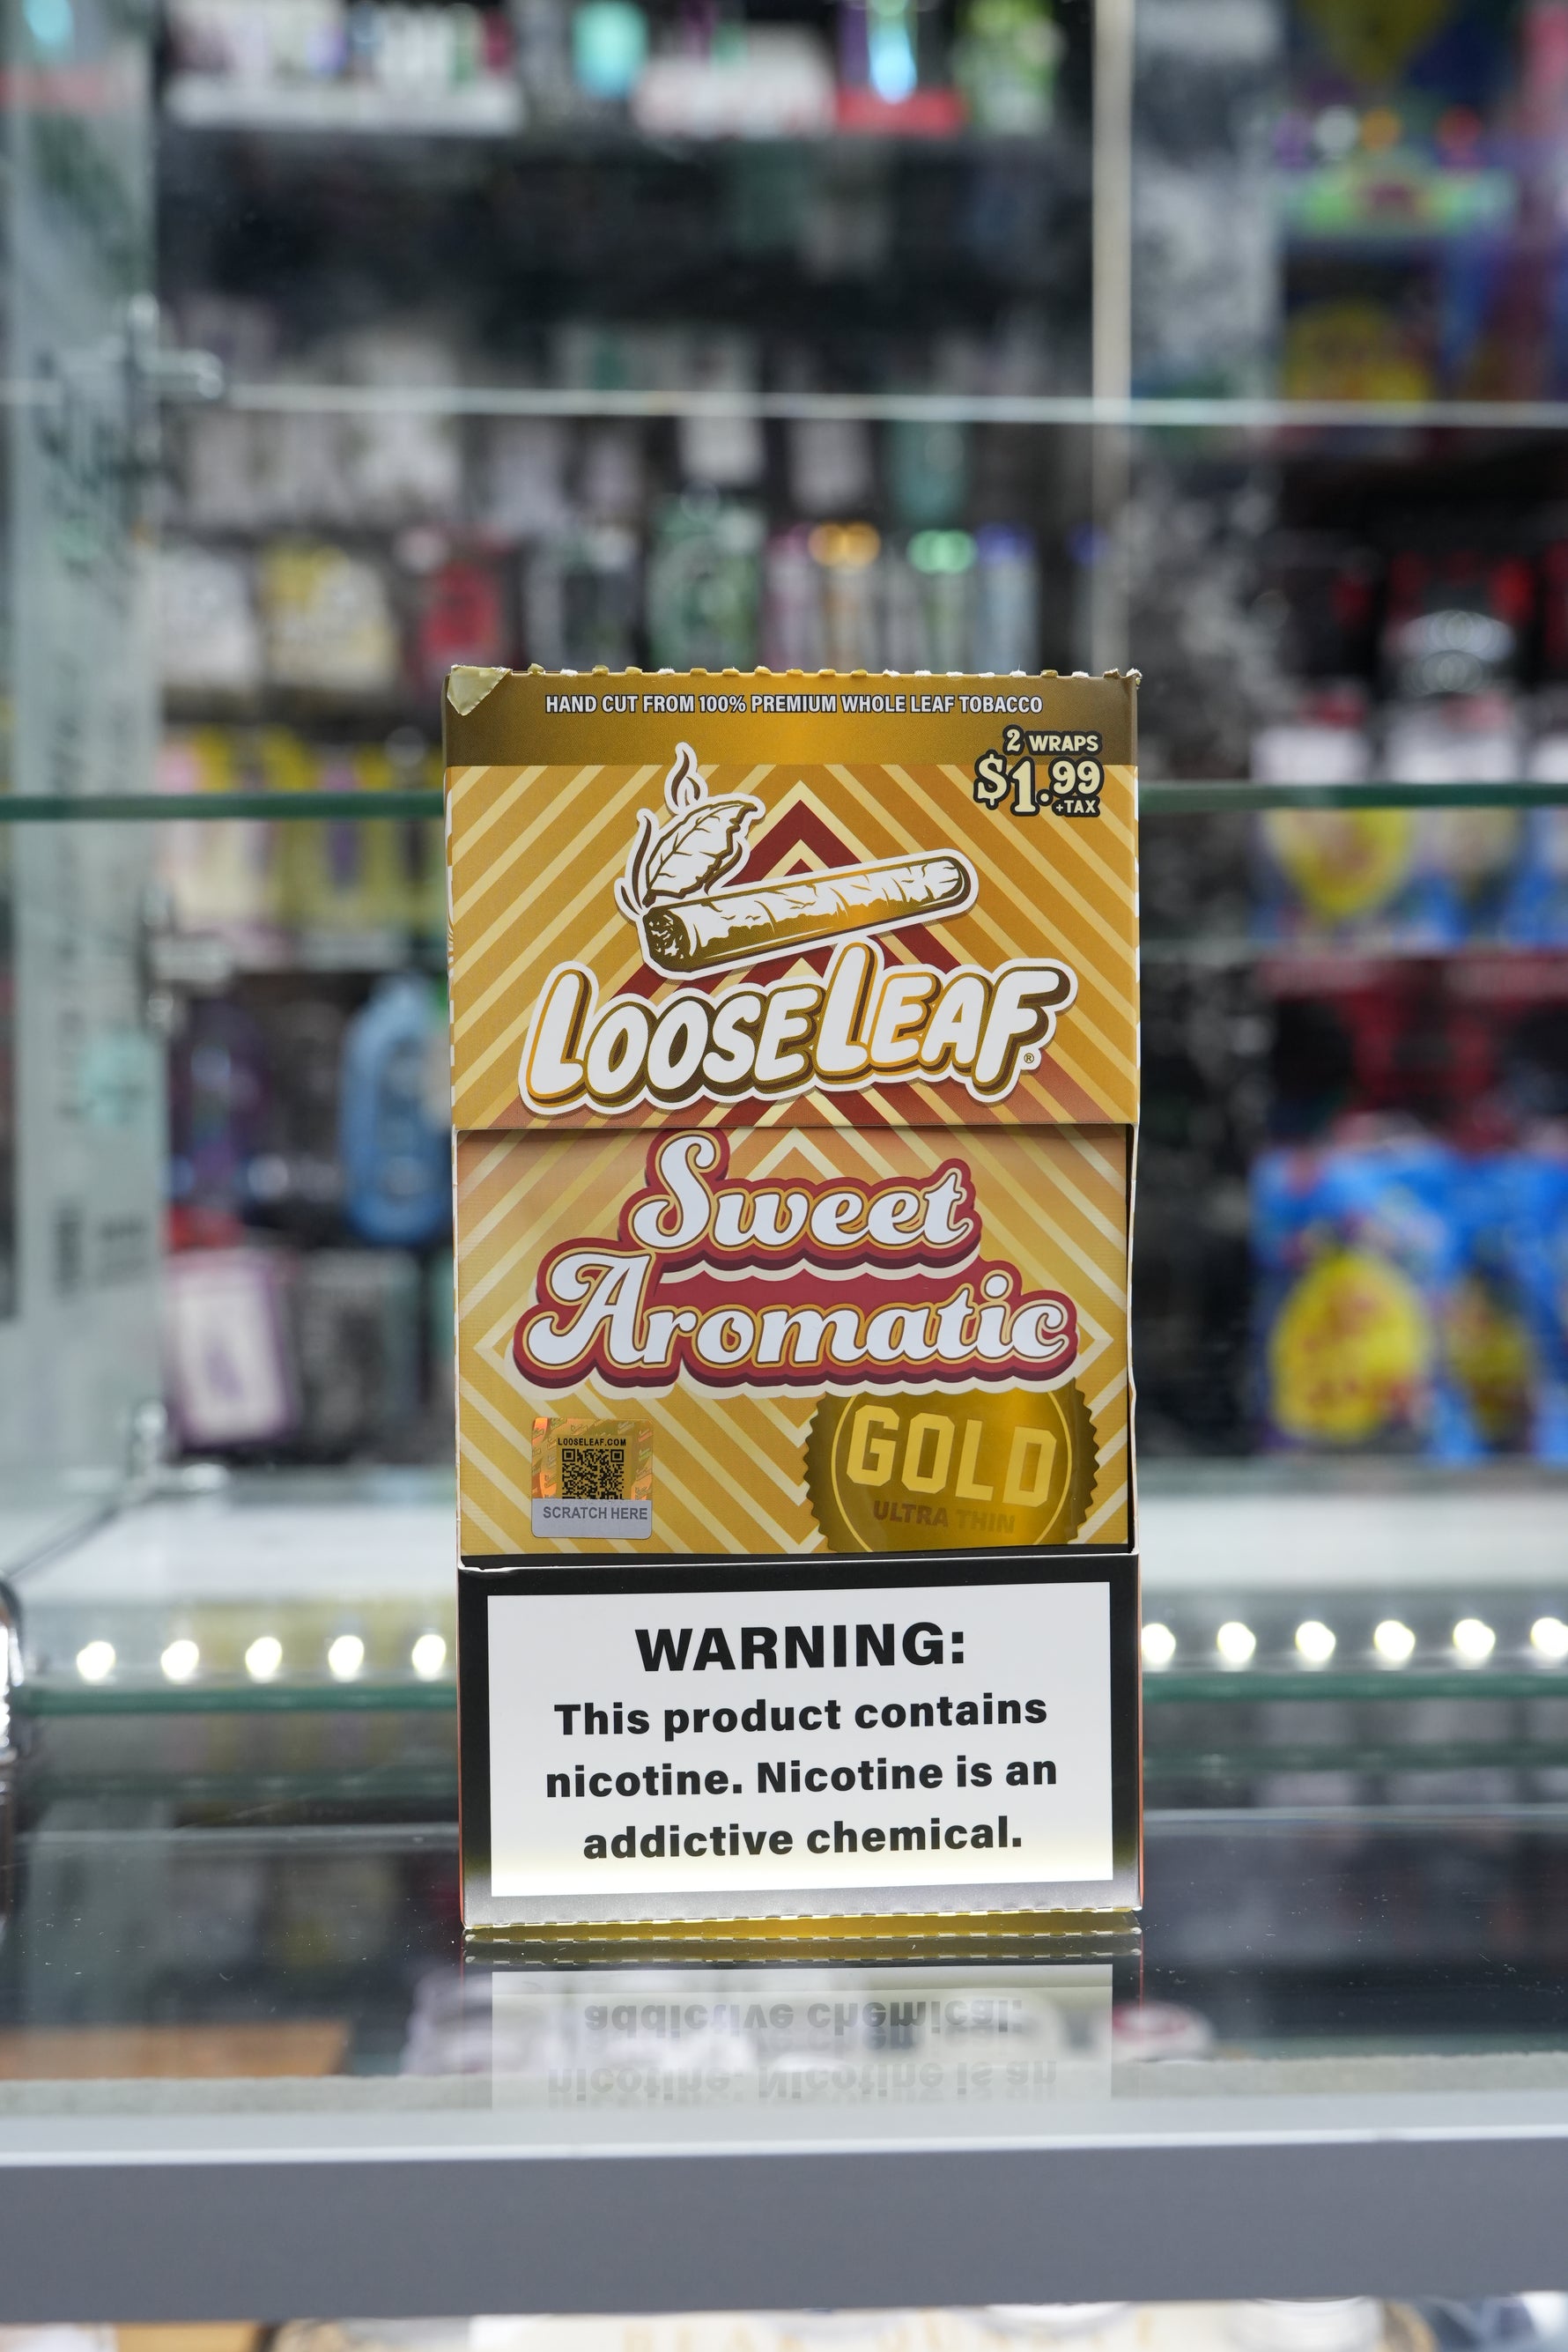 HAND CUT FROM 100% PREMIUM WHOLE LEAF TOBACCO
2 WRAPS
$1.99
+TAX
LOOSELEAF®
Sweet
Aromatic
LOOSELEAF.COM
SCRATCH HERE
GOLD
ULTRA THIN
WARNING:
This product contains
nicotine. Nicotine is an
addictive chemical.